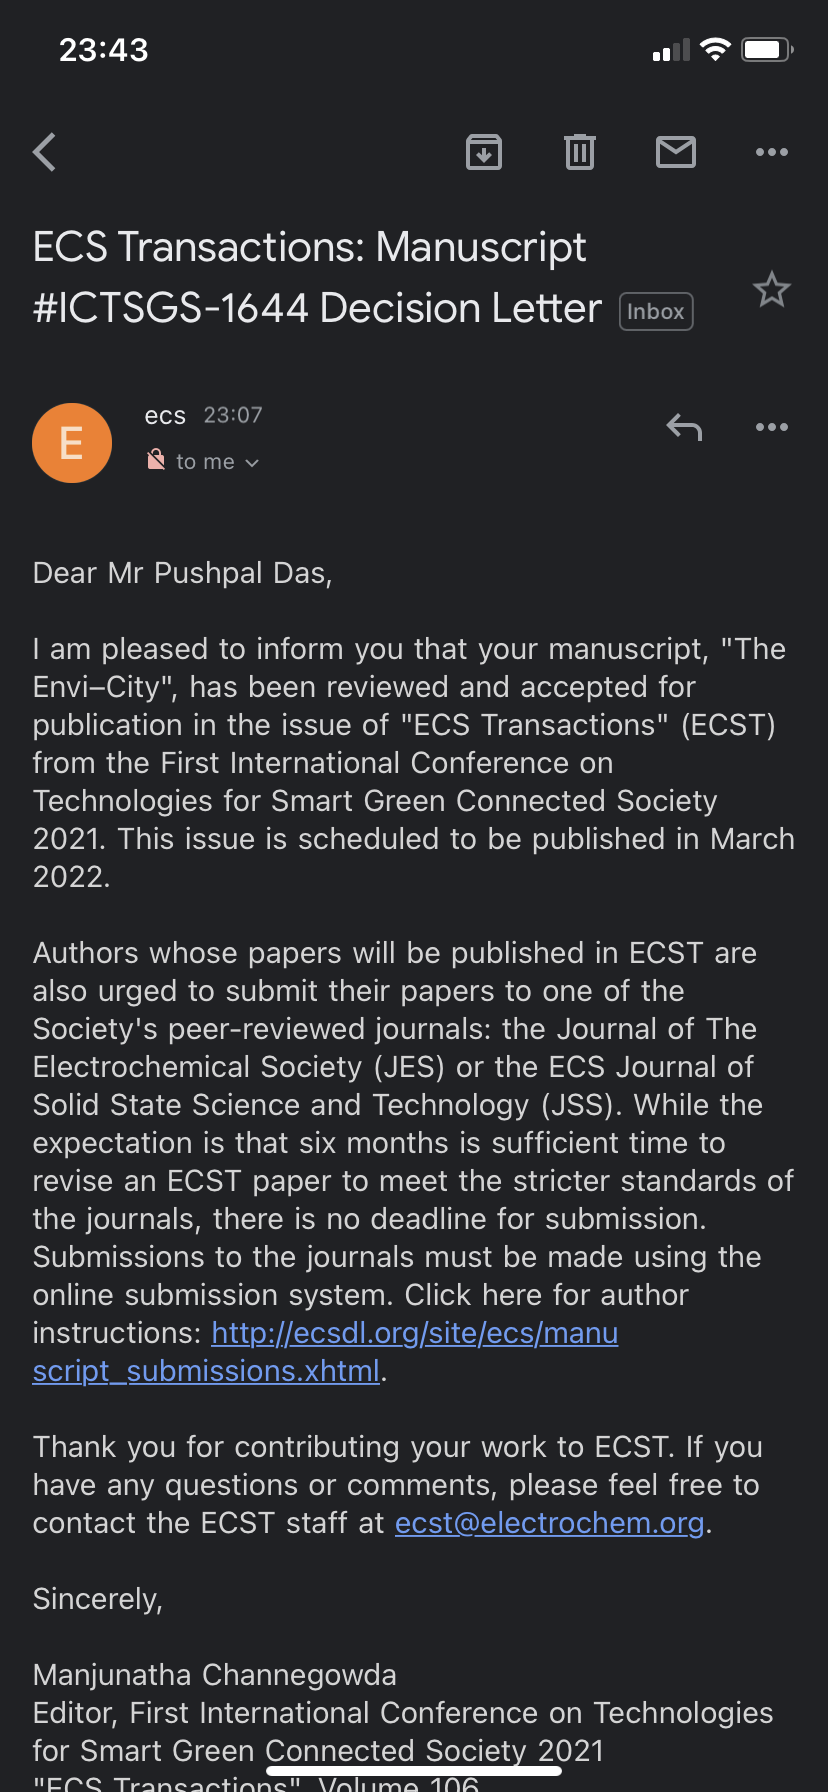 23:43
ECS Transactions: Manuscript
#ICTSGS-1644 Decision Letter Inbox
E
ecs 23:07
to me
Dear Mr Pushpal Das,
I am pleased to inform you that your manuscript, "The
Envi–City", has been reviewed and accepted for
publication in the issue of "ECS Transactions" (ECST)
from the First International Conference on
Technologies for Smart Green Connected Society
2021. This issue is scheduled to be published in March
2022.
Authors whose papers will be published in ECST are
also urged to submit their papers to one of the
Society's peer-reviewed journals: the Journal of The
Electrochemical Society (JES) or the ECS Journal of
Solid State Science and Technology (JSS). While the
expectation is that six months is sufficient time to
revise an ECST paper to meet the stricter standards of
the journals, there is no deadline for submission.
Submissions to the journals must be made using the
online submission system. Click here for author
instructions: http://ecsdl.org/site/ecs/manu
script_submissions.xhtml.
Thank you for contributing your work to ECST. If you
have any questions or comments, please feel free to
contact the ECST staff at ecst@electrochem.org.
Sincerely,
Manjunatha Channegowda
Editor, First International Conference on Technologies
for Smart Green Connected Society 2021
"ECS Transactions", Volume 106